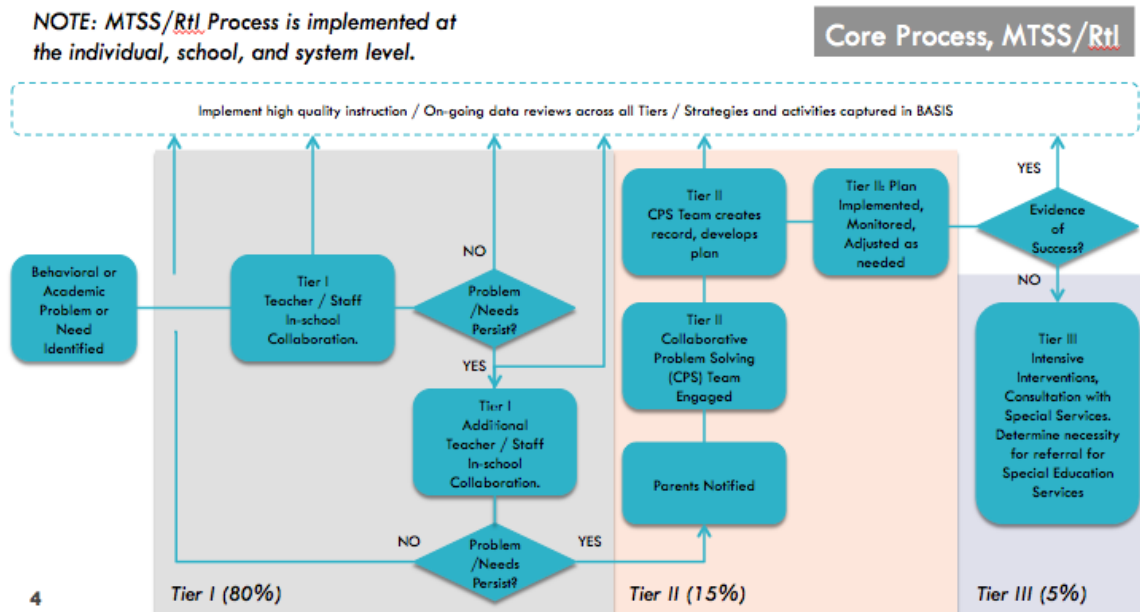 NOTE: MTSS/RtI Process is implemented at
the individual, school, and system level.
Core Process, MTSS/RtI
Implement high quality instruction / On-going data reviews across all Tiers / Strategies and activities captured in BASIS
Behavioral or
Academic
Problem or
Need
Identified
Tier I
Teacher / Staff
In-school
Collaboration.
NO
Problem
/Needs
Persist?
YES
Tier I
Additional
Teacher / Staff
In-school
Collaboration.
NO
Problem
/Needs
Persist?
YES
Parents Notified
Tier II
Collaborative
Problem Solving
(CPS) Team
Engaged
Tier II
CPS Team creates
record, develops
plan
Tier II: Plan
Implemented,
Monitored,
Adjusted as
needed
YES
Evidence
of
Success?
NO
Tier III
Intensive
Interventions,
Consultation with
Special Services.
Determine necessity
for referral for
Special Education
Services
4
Tier I (80%)
Tier II (15%)
Tier III (5%)